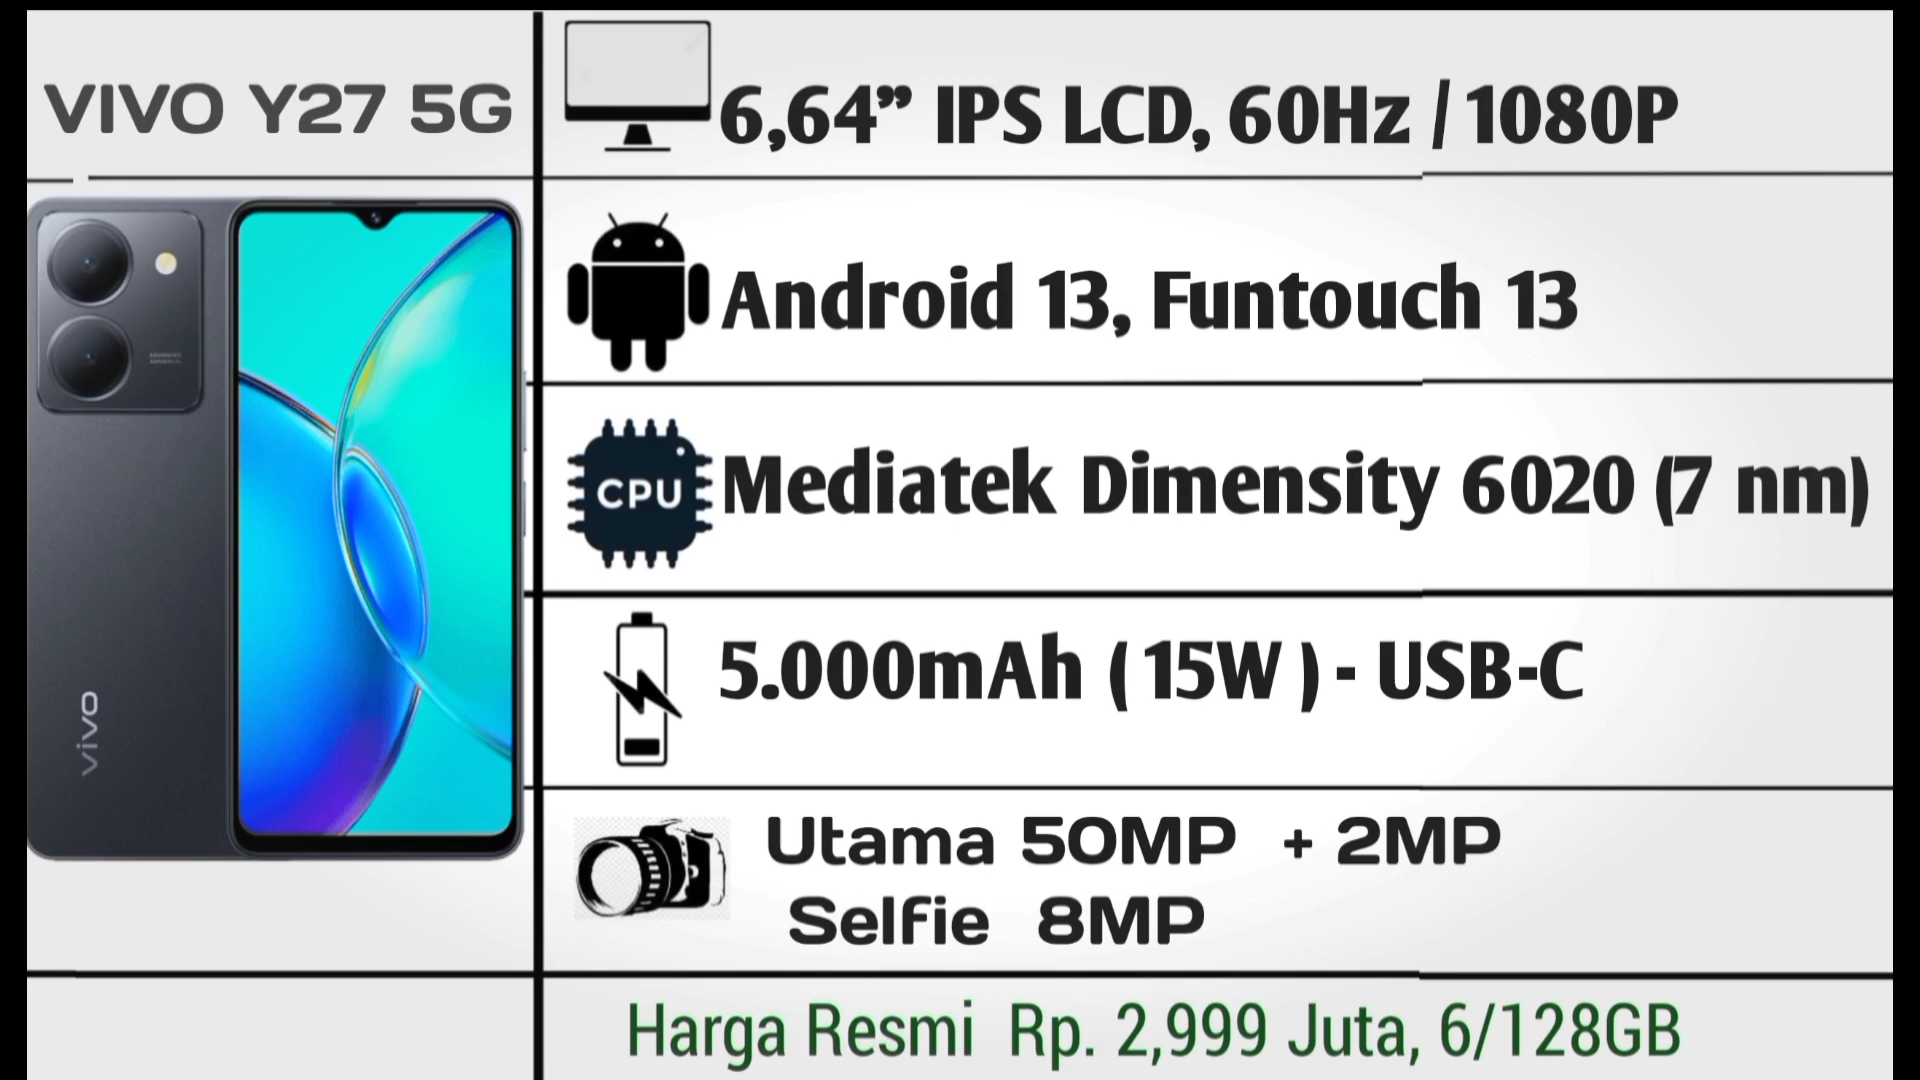 VIVO Y27 5G
6,64” IPS LCD, 60Hz / 1080P
Android 13, Funtouch 13
CPU
Mediatek Dimensity 6020 (7 nm)
vivo
5.000mAh ( 15W ) - USB-C
Utama 50MP + 2MP
Selfie 8MP
Harga Resmi Rp. 2,999 Juta, 6/128GB